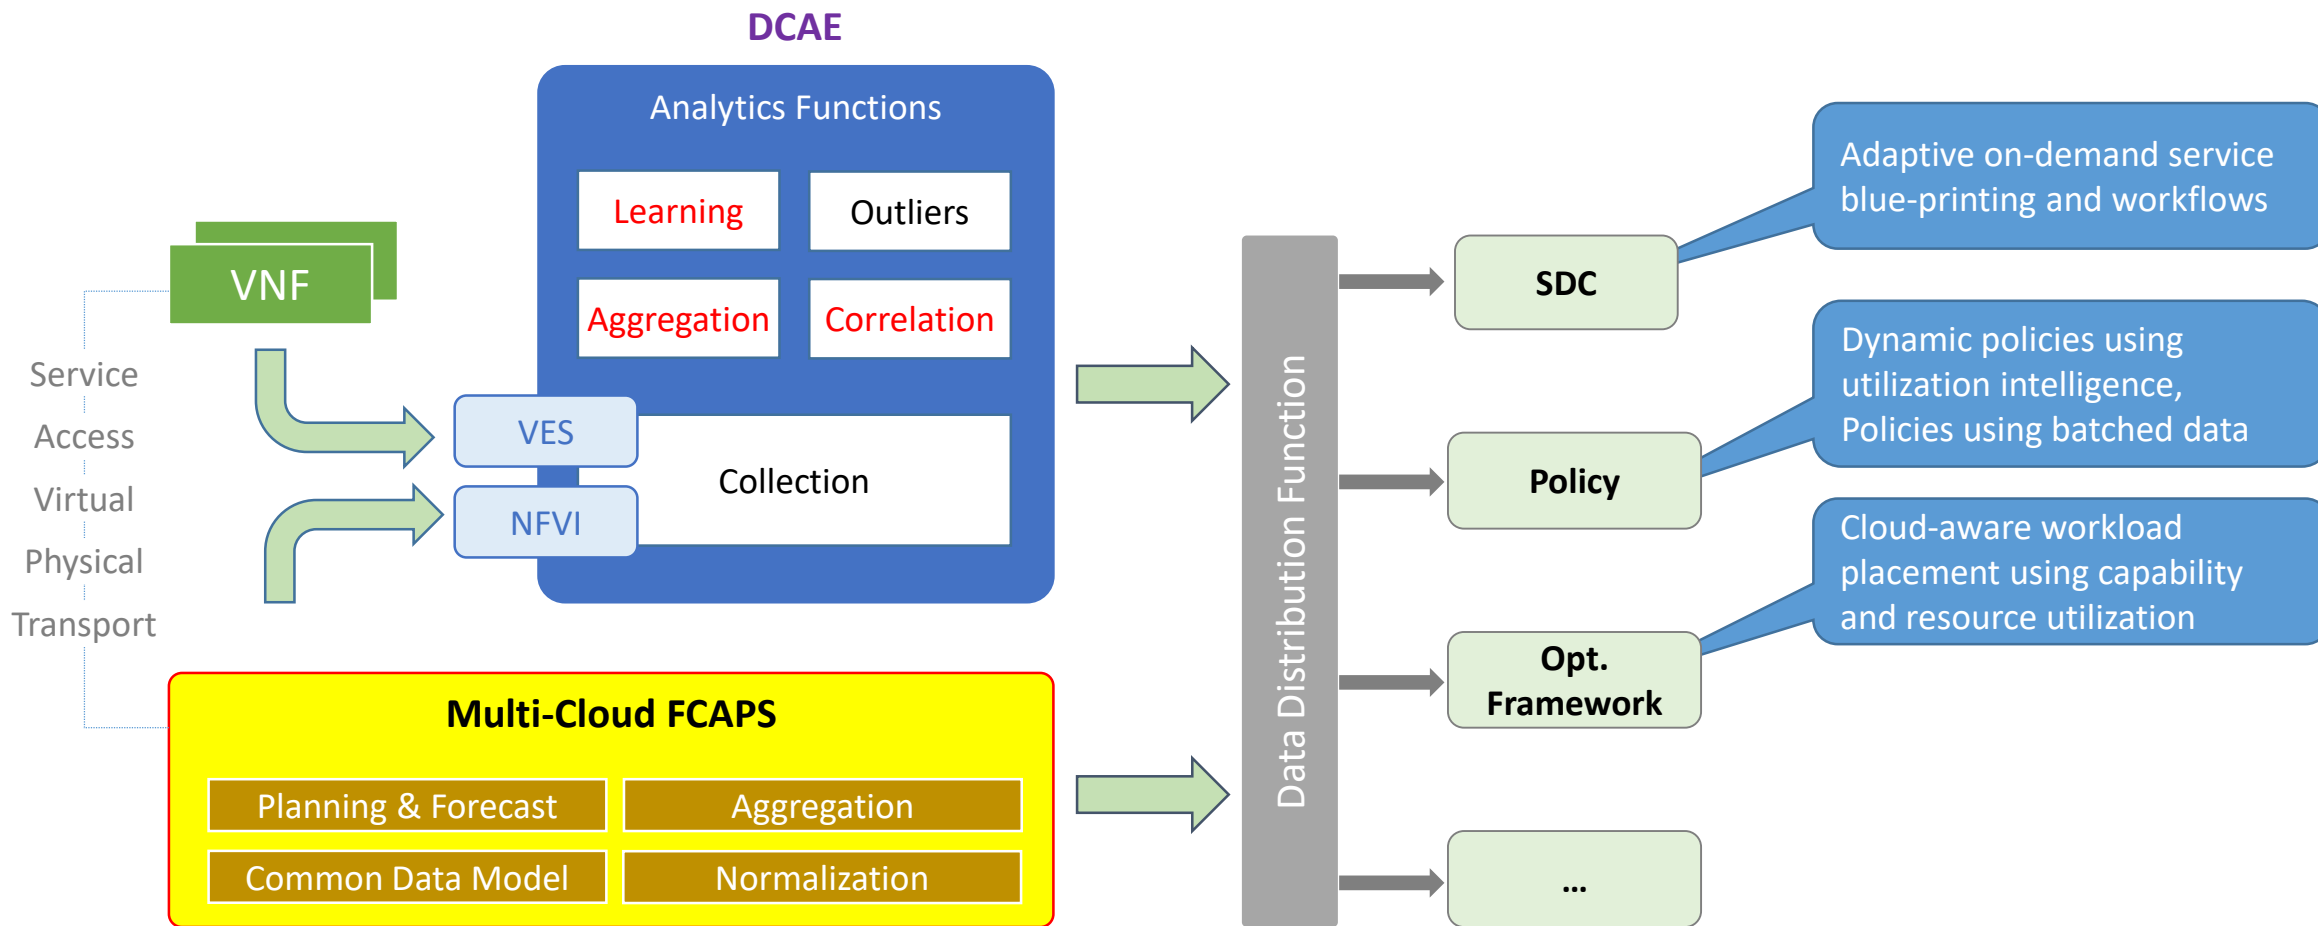 DCAE
Analytics Functions
Learning
Outliers
Aggregation
Correlation
VES
NFVI
Collection
VNF
Service
Access
Virtual
Physical
Transport
Multi-Cloud FCAPS
Planning & Forecast
Aggregation
Common Data Model
Normalization
Data Distribution Function
SDC
Policy
Opt.
Framework
...
Adaptive on-demand service
blue-printing and workflows
Dynamic policies using
utilization intelligence,
Policies using batched data
Cloud-aware workload
placement using capability
and resource utilization